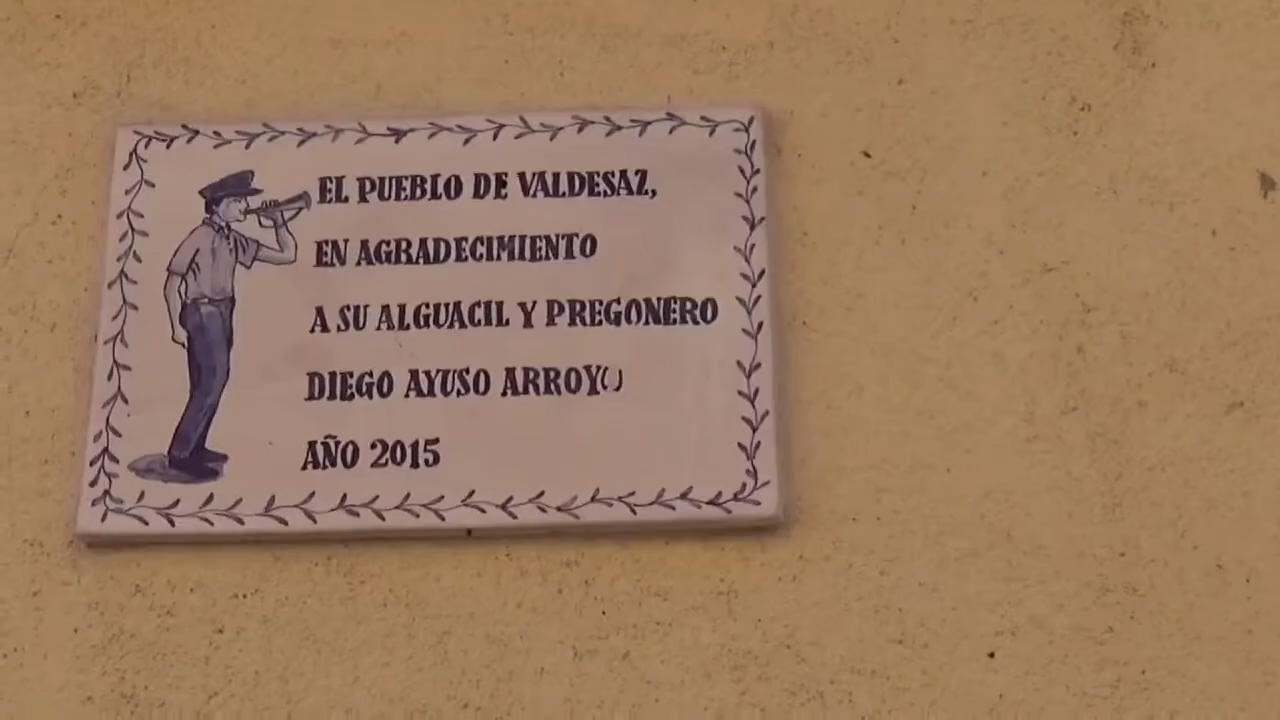 EL PUEBLO DE VALDESAZ,
EN AGRADECIMIENTO
A SU ALGUACIL Y PREGONERO
DIEGO AYUSO ARROYO
AÑO 2015